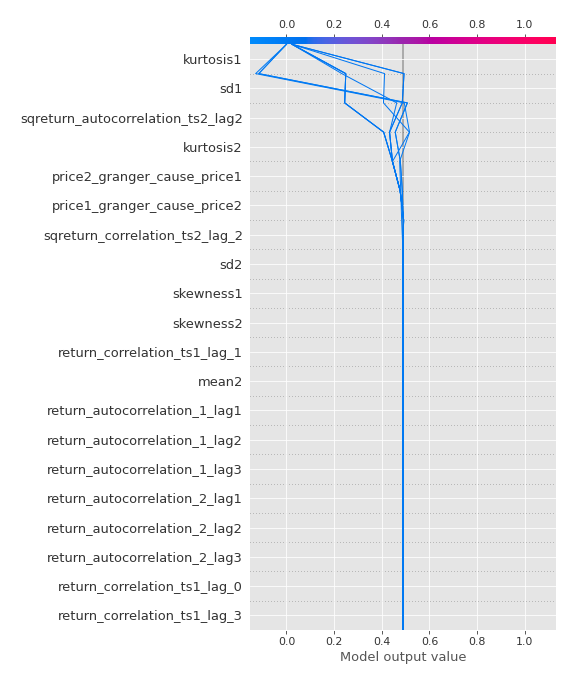 0.0 0.2 0.4 0.6 0.8 1.0
kurtosis1
sd1
sqreturn_autocorrelation_ts2_lag2
kurtosis2
price2_granger_cause_price1
price1_granger_cause_price2
sqreturn_correlation_ts2_lag_2
sd2
skewness1
skewness2
return_correlation_ts1_lag_1
mean2
return_autocorrelation_1_lag1
return_autocorrelation_1_lag2
return_autocorrelation_1_lag3
return_autocorrelation_2_lag1
return_autocorrelation_2_lag2
return_autocorrelation_2_lag3
return_correlation_ts1_lag_0
return_correlation_ts1_lag_3
0.0 0.2 0.4 0.6 0.8 1.0
Model output value